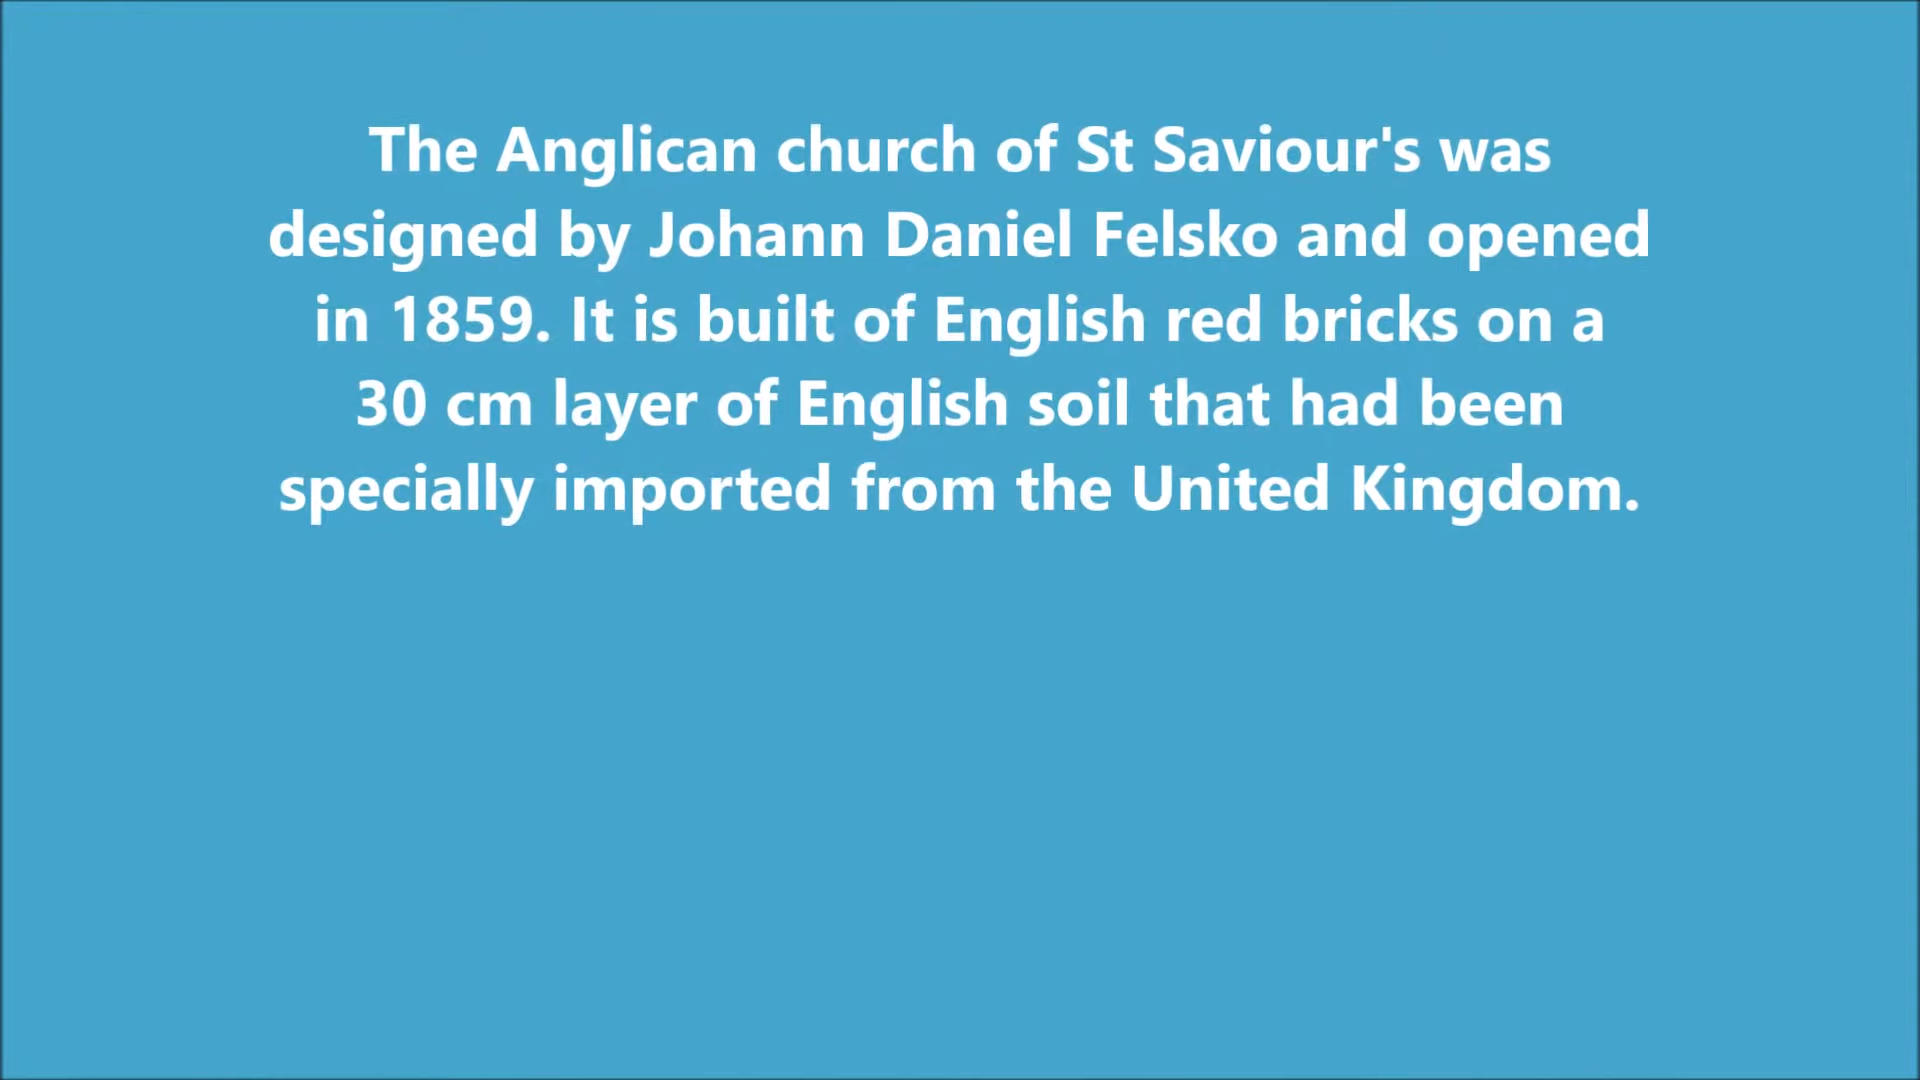 The Anglican church of St Saviour's was
designed by Johann Daniel Felsko and opened
in 1859. It is built of English red bricks on a
30 cm layer of English soil that had been
specially imported from the United Kingdom.